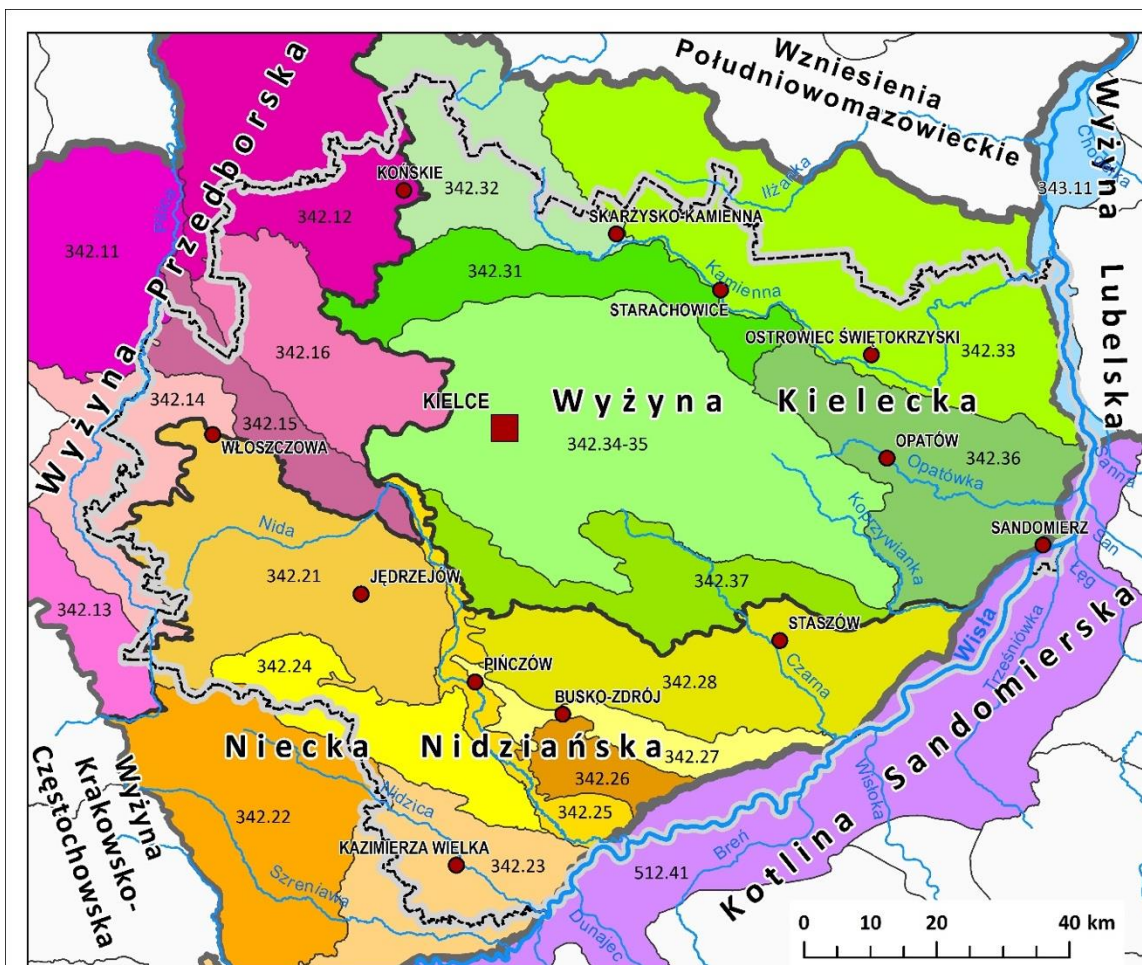 Wzniesienia
Południowomazowieckie
Wyżyna Lubelska
Chodelka
343.11
Iłżanka
KOŃSKIE
342.32
342.12
342.11
Pilica
Wyżyna Przedborska
SKARŻYSKO-KAMIENNA
342.31
Kamienna
STARACHOWICE
342.16
OSTROWIEC ŚWIĘTOKRZYSKI
342.33
342.14
342.15
KIELCE
Wyżyna Kielecka
WŁOSZCZOWA
342.34-35
OPATÓW
342.36
Opatówka
Sanna
Koprzywianka
Nida
SANDOMIERZ
San
Łęg
342.21
JĘDRZEJÓW
342.37
342.13
STASZÓW
Wisła
Trześniówka
342.24
PIŃCZÓW
342.28
Czarna
BUSKO-ZDRÓJ
Niecka Nidziańska
342.27
342.26
Wyżyna
Krakowsko-
Częstochowska
Nidzica
342.25
Wisłoka
342.22
KAZIMIERZA WIELKA
342.23
Breń
512.41
Kotlina Sandomierska
Szreniawa
Dunajec
0 10 20 40 km